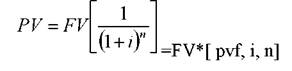 PV = FV[1/(1+i)^n]=FV*[ pvf, i, n]